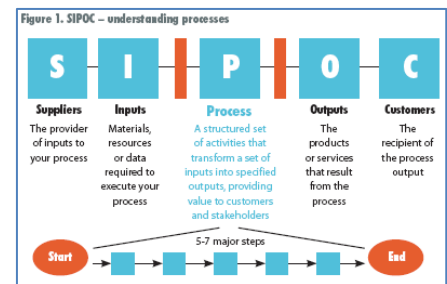 Figure 1. SIPOC – understanding processes
S I P O C
Suppliers
The provider
of inputs to
your process
Inputs
Materials,
resources
or data
required to
execute your
process
Process
A structured set
of activities that
transform a set of
inputs into specified
outputs, providing
value to customers
and stakeholders
Outputs
The
products
or services
that result
from the
process
Customers
The
recipient of
the process
output
5-7 major steps
Start
End